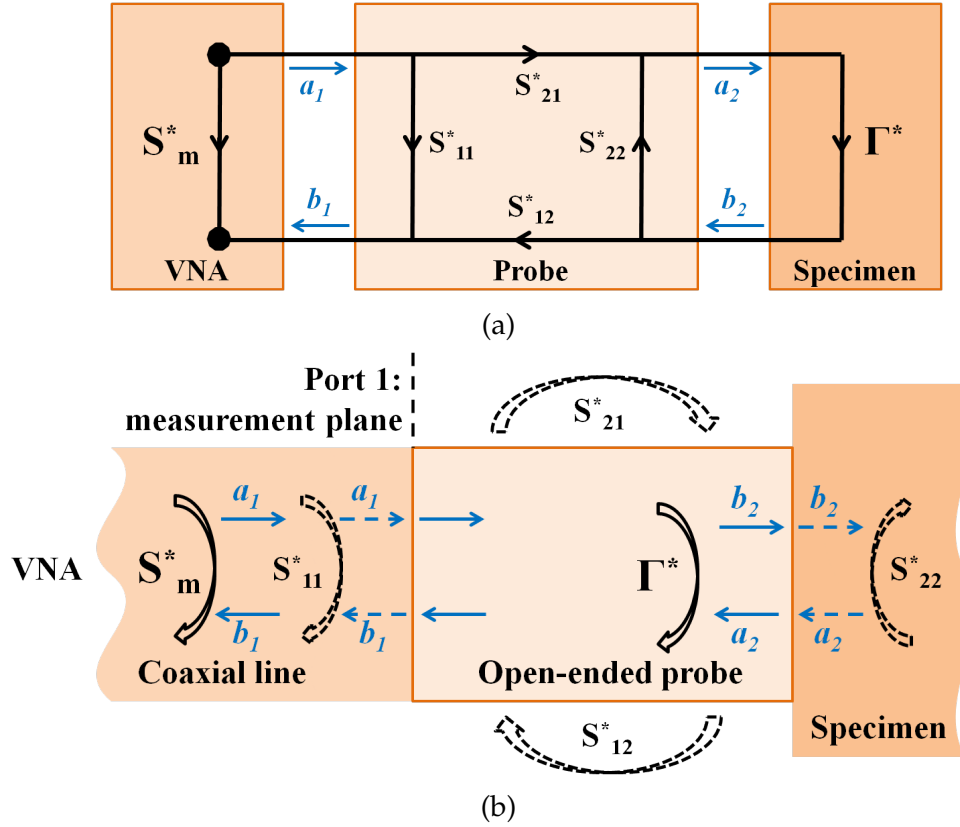 a₁
S*₂₁
a₂
S*ₘ
S*₁₁
S*₂₂
Γ*
b₁
S*₁₂
b₂
VNA
Probe
Specimen
(a)
Port 1:
measurement plane
S*₂₁
a₁
a₁
b₂
b₂
VNA
S*ₘ
S*₁₁
Γ*
S*₂₂
b₁
b₁
a₂
a₂
Coaxial line
Open-ended probe
S*₁₂
Specimen
(b)